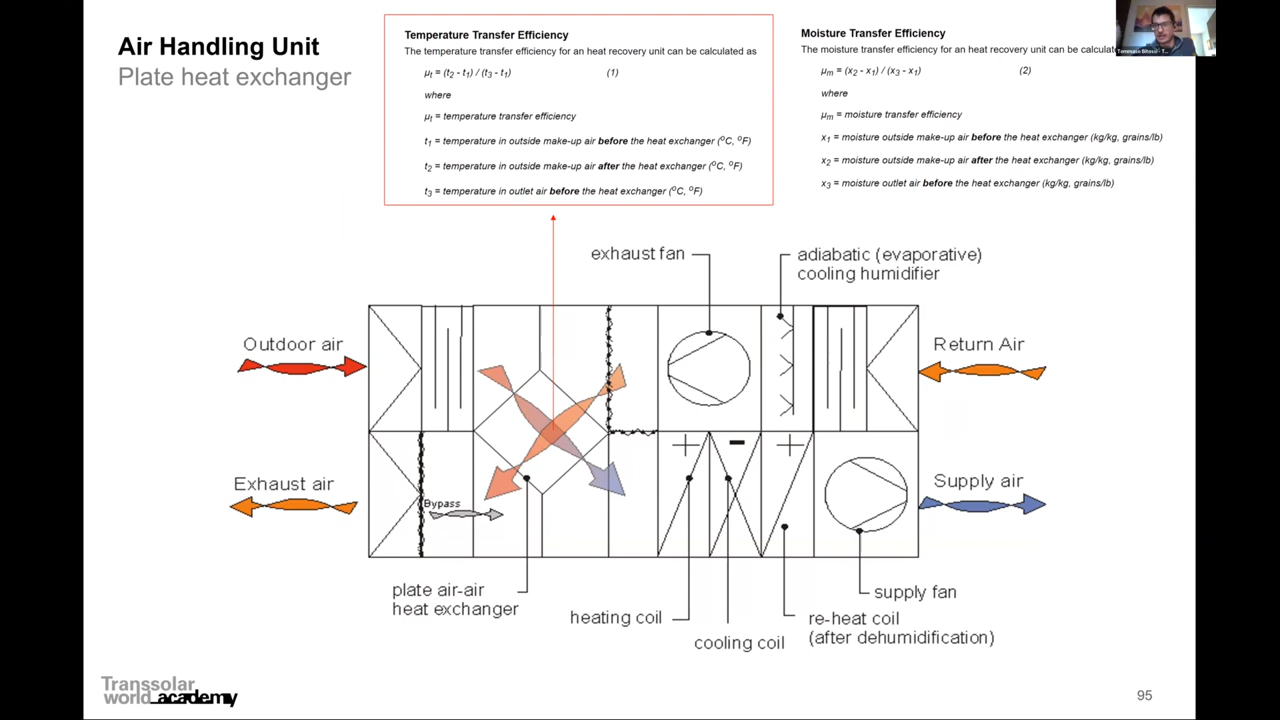 Air Handling Unit
Plate heat exchanger
Temperature Transfer Efficiency
The temperature transfer efficiency for an heat recovery unit can be calculated as
μt = (t2 - t1) / (t3 - t1) (1)
where
μt = temperature transfer efficiency
t1 = temperature in outside make-up air before the heat exchanger (°C, °F)
t2 = temperature in outside make-up air after the heat exchanger (°C, °F)
t3 = temperature in outlet air before the heat exchanger (°C, °F)
Moisture Transfer Efficiency
The moisture transfer efficiency for an heat recovery unit can be
μm = (x2 - x1) / (x3 - x1) (2)
where
μm = moisture transfer efficiency
x1 = moisture outside make-up air before the heat exchanger (kg/kg, grains/lb)
x2 = moisture outside make-up air after the heat exchanger (kg/kg, grains/lb)
x3 = moisture outlet air before the heat exchanger (kg/kg, grains/lb)
exhaust fan
adiabatic (evaporative)
cooling humidifier
Outdoor air
Return Air
Exhaust air
Bypass
Supply air
plate air-air
heat exchanger
heating coil
cooling coil
re-heat coil
(after dehumidification)
supply fan
Transsolar
world academy
95